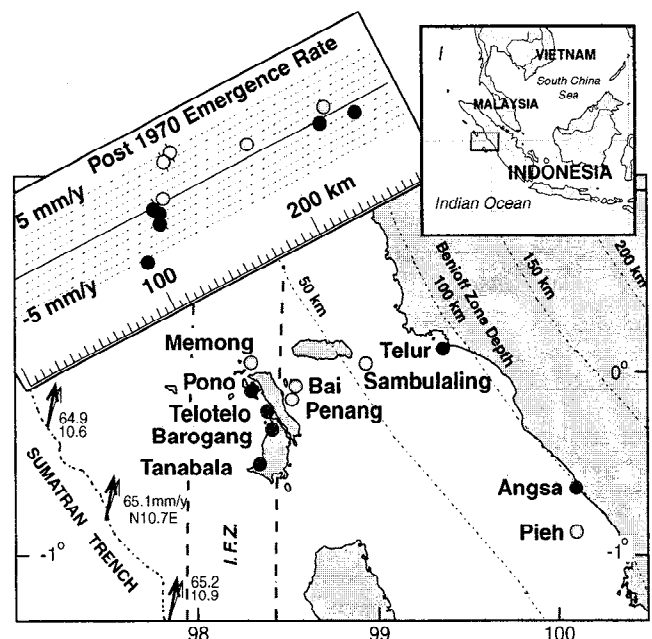 Post 1970 Emergence Rate
5 mm/y
-5 mm/y
100
200 km
VIETNAM
South China
Sea
MALAYSIA
INDONESIA
Indian Ocean
50 km
Benioff Zone Depth
100 km
150 km
200 km
Memong
Pono
Telotelo
Barogang
Tanabala
Bai
Penang
Telur
Sambulaling
Angsa
Pieh
0°
64.9
10.6
65.1mm/y
N10.7E
65.2
10.9
SUMATRAN TRENCH
I.F.Z.
-1°
-1°
98
99
100